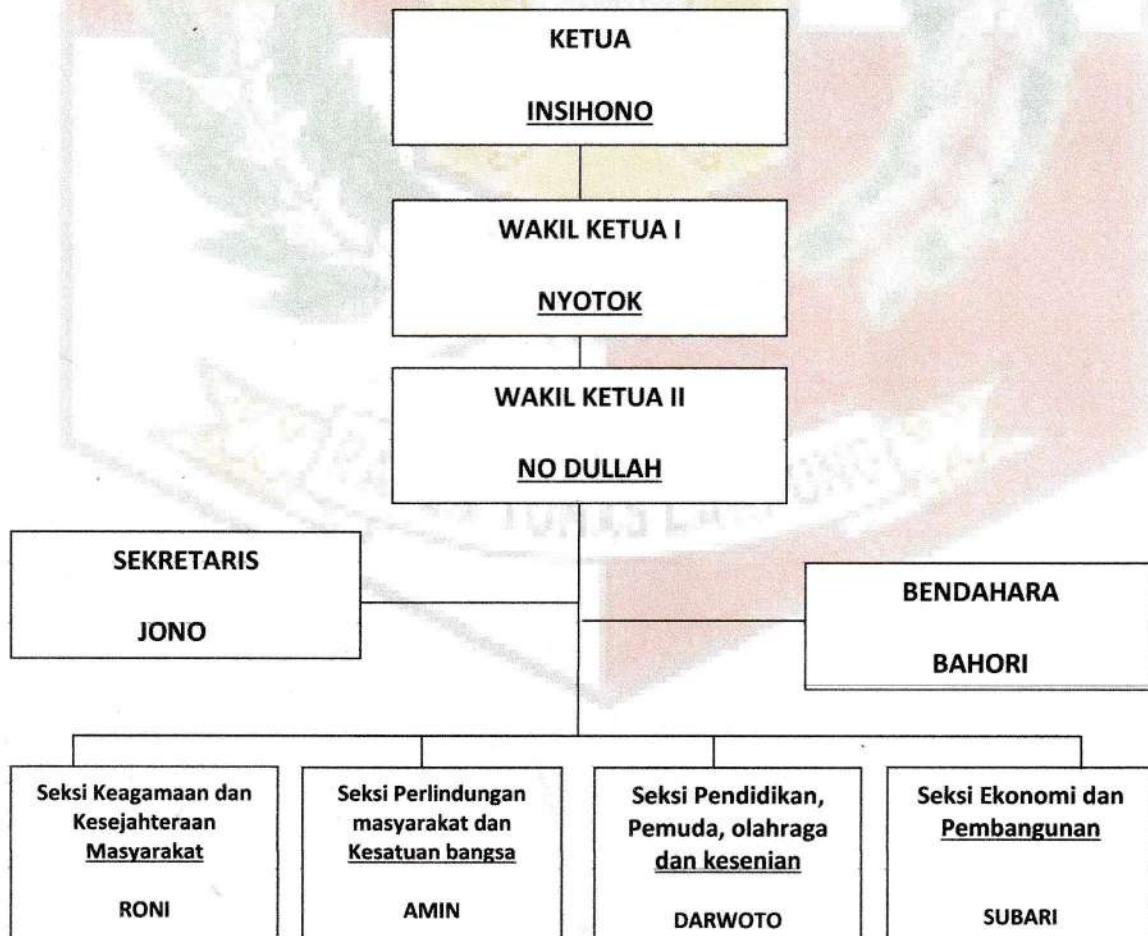 KETUA
INSIHONO
WAKIL KETUA I
NYOTOK
WAKIL KETUA II
NO DULLAH
SEKRETARIS
JONO
BENDAHARA
BAHORI
Seksi Keagamaan dan
Kesejahteraan
Masyarakat
RONI
Seksi Perlindungan
masyarakat dan
Kesatuan bangsa
AMIN
Seksi Pendidikan,
Pemuda, olahraga
dan kesenian
DARWOTO
Seksi Ekonomi dan
Pembangunan
SUBARI